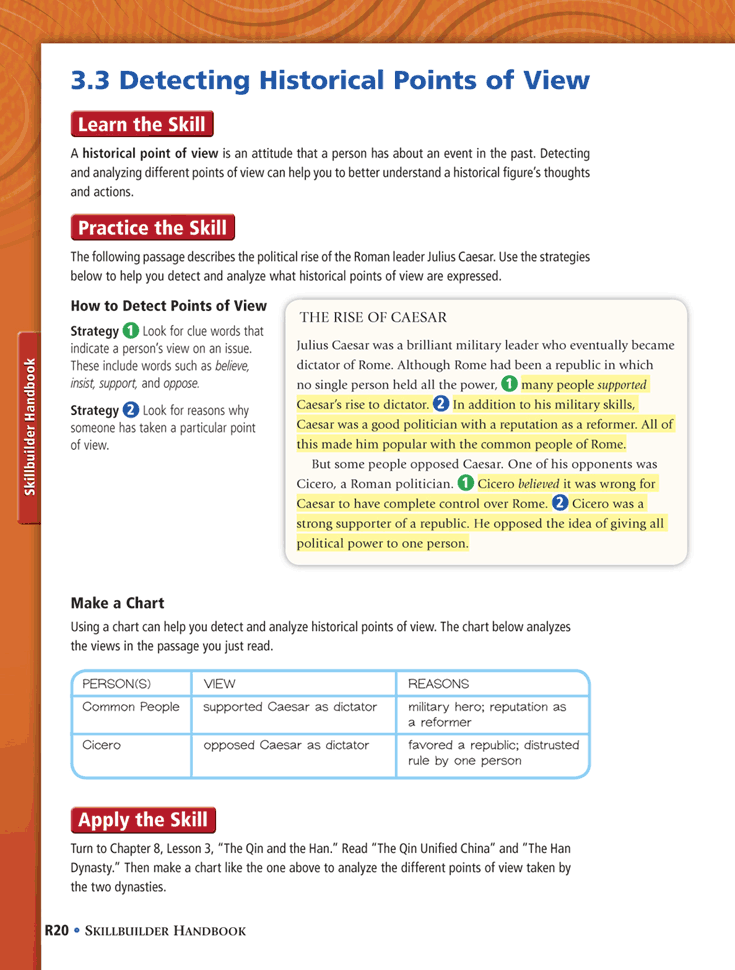 3.3 Detecting Historical Points of View
Learn the Skill
A historical point of view is an attitude that a person has about an event in the past. Detecting
and analyzing different points of view can help you to better understand a historical figure's thoughts
and actions.
Practice the Skill
The following passage describes the political rise of the Roman leader Julius Caesar. Use the strategies
below to help you detect and analyze what historical points of view are expressed.
How to Detect Points of View
Strategy 1 Look for clue words that
indicate a person's view on an issue.
These include words such as believe,
insist, support, and oppose.
Strategy 2 Look for reasons why
someone has taken a particular point
of view.
THE RISE OF CAESAR
Julius Caesar was a brilliant military leader who eventually became
dictator of Rome. Although Rome had been a republic in which
no single person held all the power, 1 many people supported
Caesar's rise to dictator. 2 In addition to his military skills,
Caesar was a good politician with a reputation as a reformer. All of
this made him popular with the common people of Rome.
But some people opposed Caesar. One of his opponents was
Cicero, a Roman politician. 1 Cicero believed it was wrong for
Caesar to have complete control over Rome. 2 Cicero was a
strong supporter of a republic. He opposed the idea of giving all
political power to one person.
Skillbuilder Handbook
Make a Chart
Using a chart can help you detect and analyze historical points of view. The chart below analyzes
the views in the passage you just read.
PERSON(S) VIEW REASONS
Common People supported Caesar as dictator military hero; reputation as
a reformer
Cicero opposed Caesar as dictator favored a republic; distrusted
rule by one person
Apply the Skill
Turn to Chapter 8, Lesson 3, "The Qin and the Han." Read "The Qin Unified China" and "The Han
Dynasty." Then make a chart like the one above to analyze the different points of view taken by
the two dynasties.
R20 • SKILLBUILDER HANDBOOK